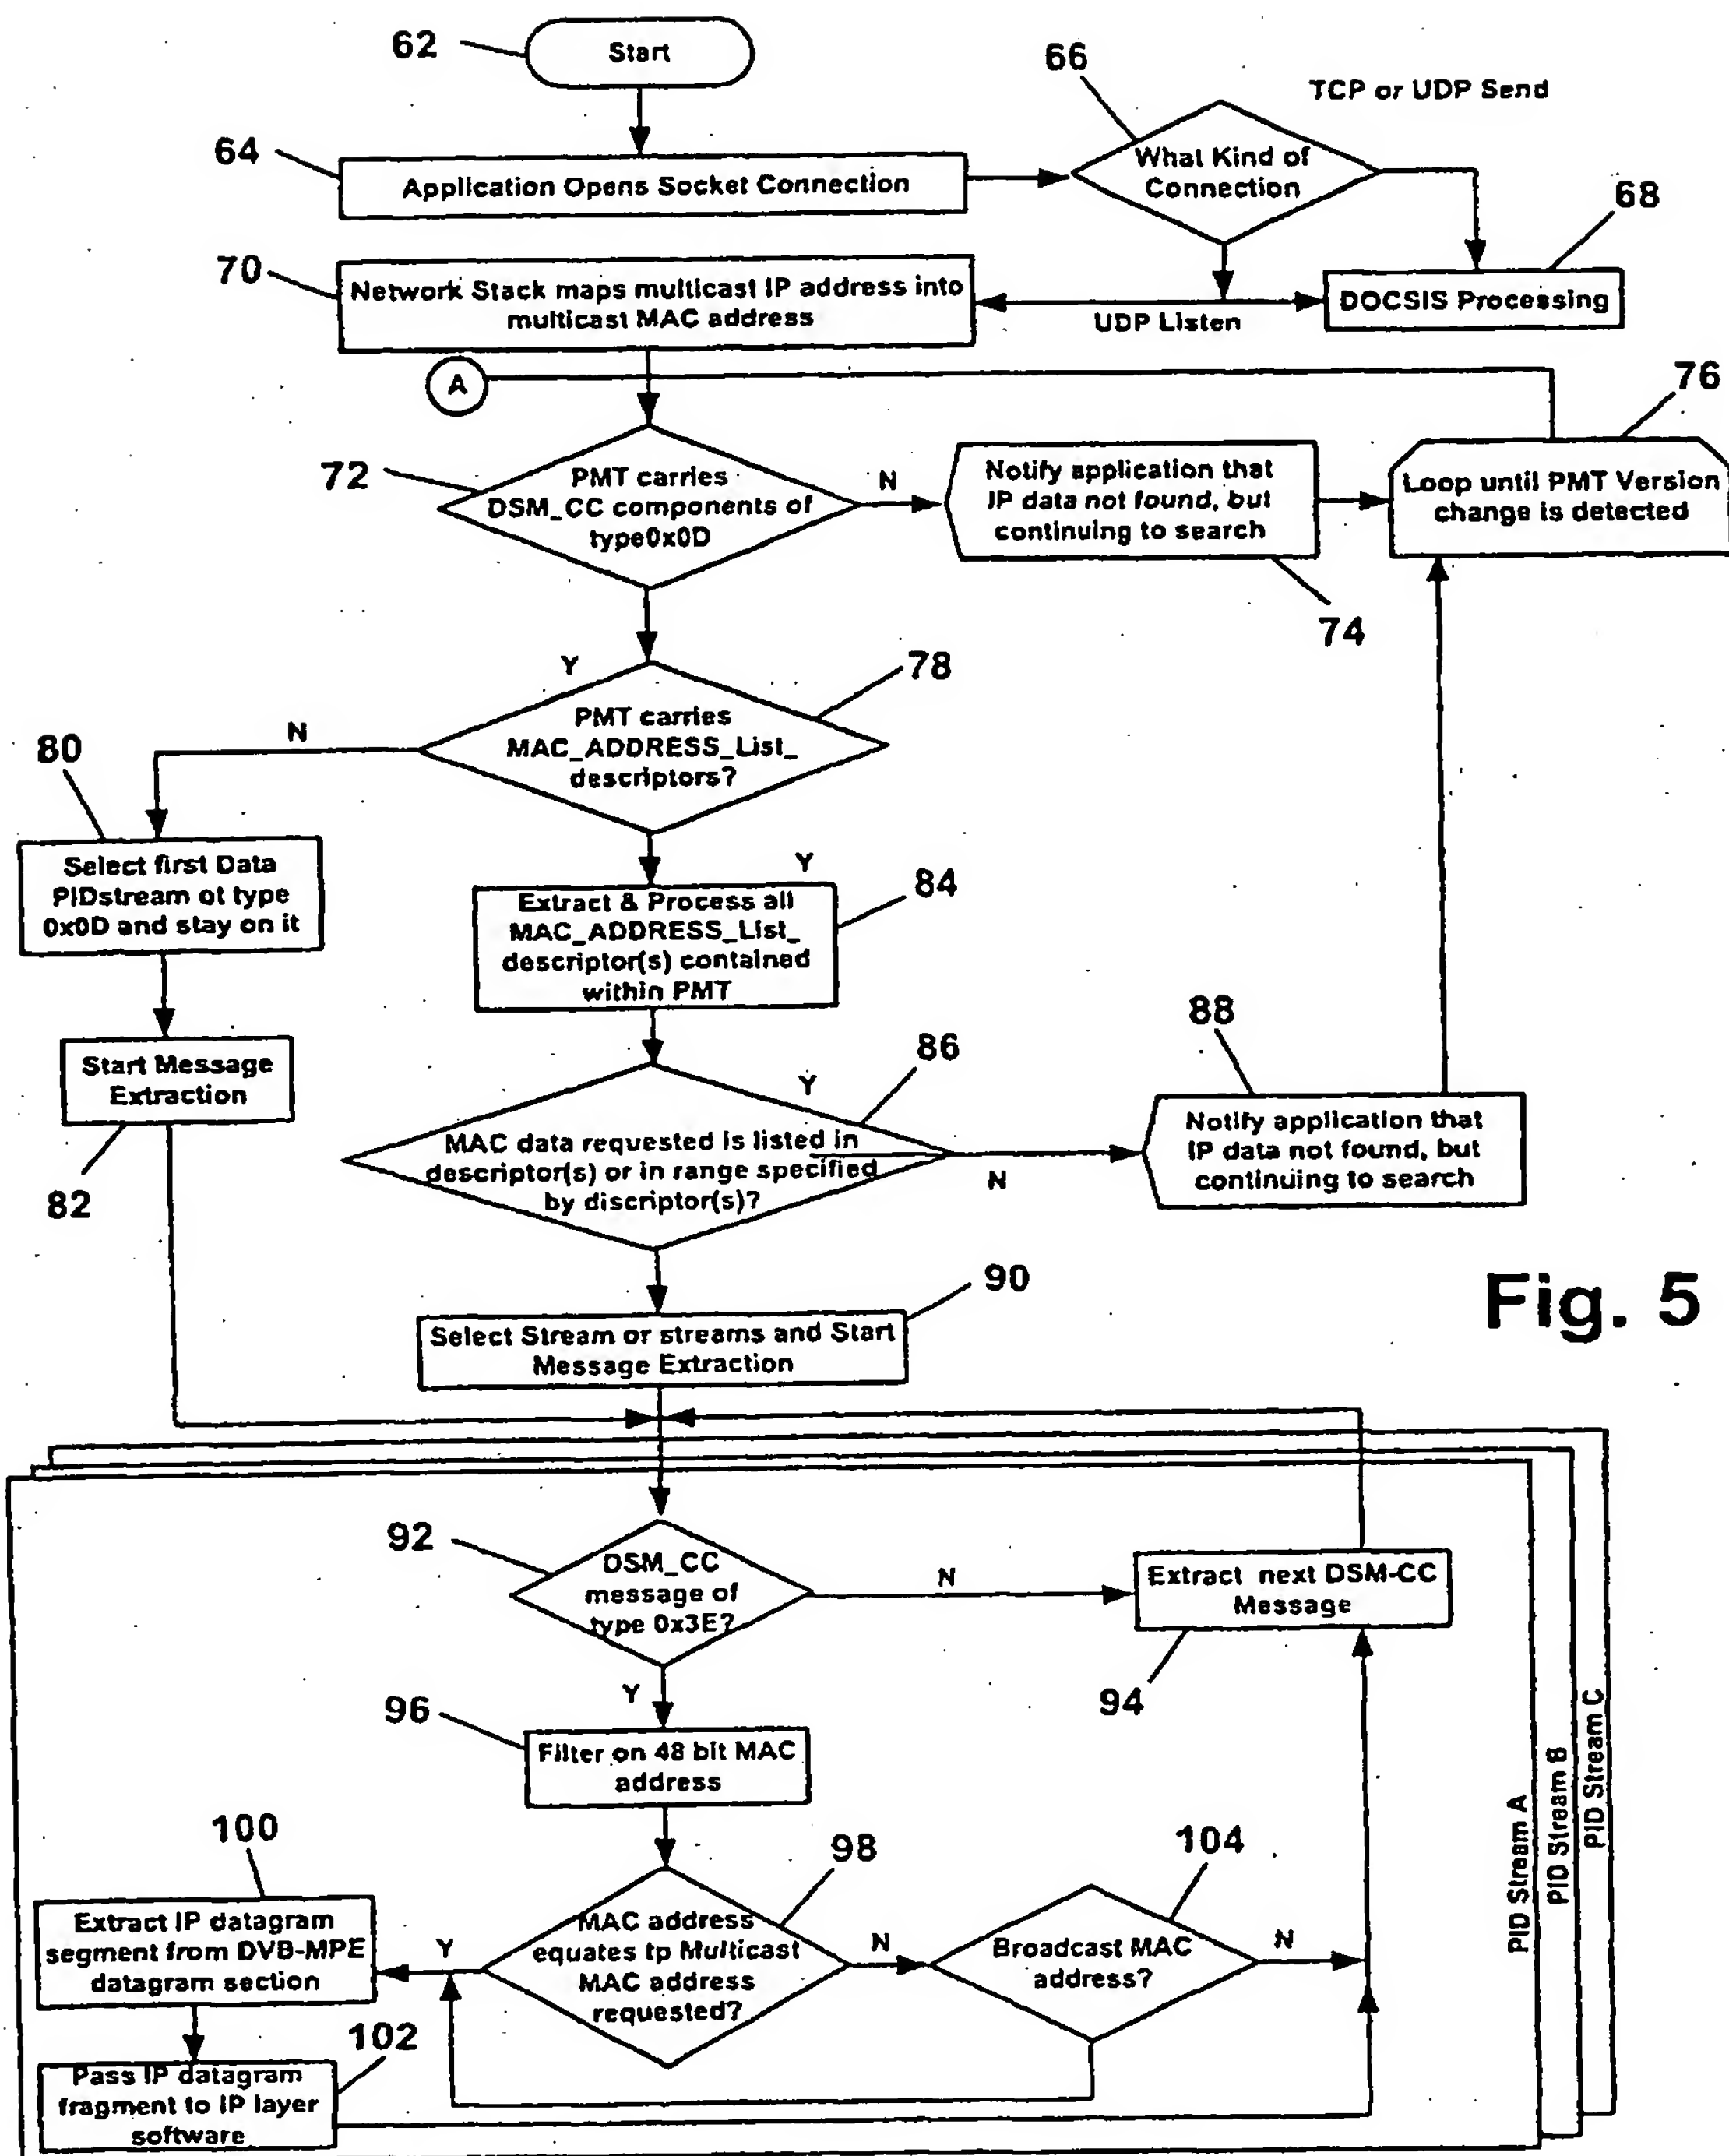 62
Start
66
TCP or UDP Send
64
Application Opens Socket Connection
What Kind of
Connection
68
70
Network Stack maps multicast IP address into
multicast MAC address
UDP Listen
DOCSIS Processing
A
76
72
PMT carries
DSM_CC components of
type0x0D
N
Notify application that
IP data not found, but
continuing to search
Loop until PMT Version
change is detected
74
Y
78
PMT carries
MAC_ADDRESS_List_
descriptors?
N
80
Select first Data
PIDstream ot type
0x0D and stay on it
Y
84
Extract & Process all
MAC_ADDRESS_List_
descriptor(s) contained
within PMT
88
86
Start Message
Extraction
82
Y
MAC data requested is listed in
descriptor(s) or in range specified
by discriptor(s)?
N
Notify application that
IP data not found, but
continuing to search
90
Fig. 5
Select Stream or streams and Start
Message Extraction
92
DSM_CC
message of
type 0x3E?
N
Extract next DSM-CC
Message
94
Y
96
Filter on 48 bit MAC
address
PID Stream A
PID Stream B
PID Stream C
100
98
104
Extract IP datagram
segment from DVB-MPE
datagram section
Y
MAC address
equates tp Multicast
MAC address
requested?
N
Broadcast MAC
address?
N
102
Pass IP datagram
fragment to IP layer
software